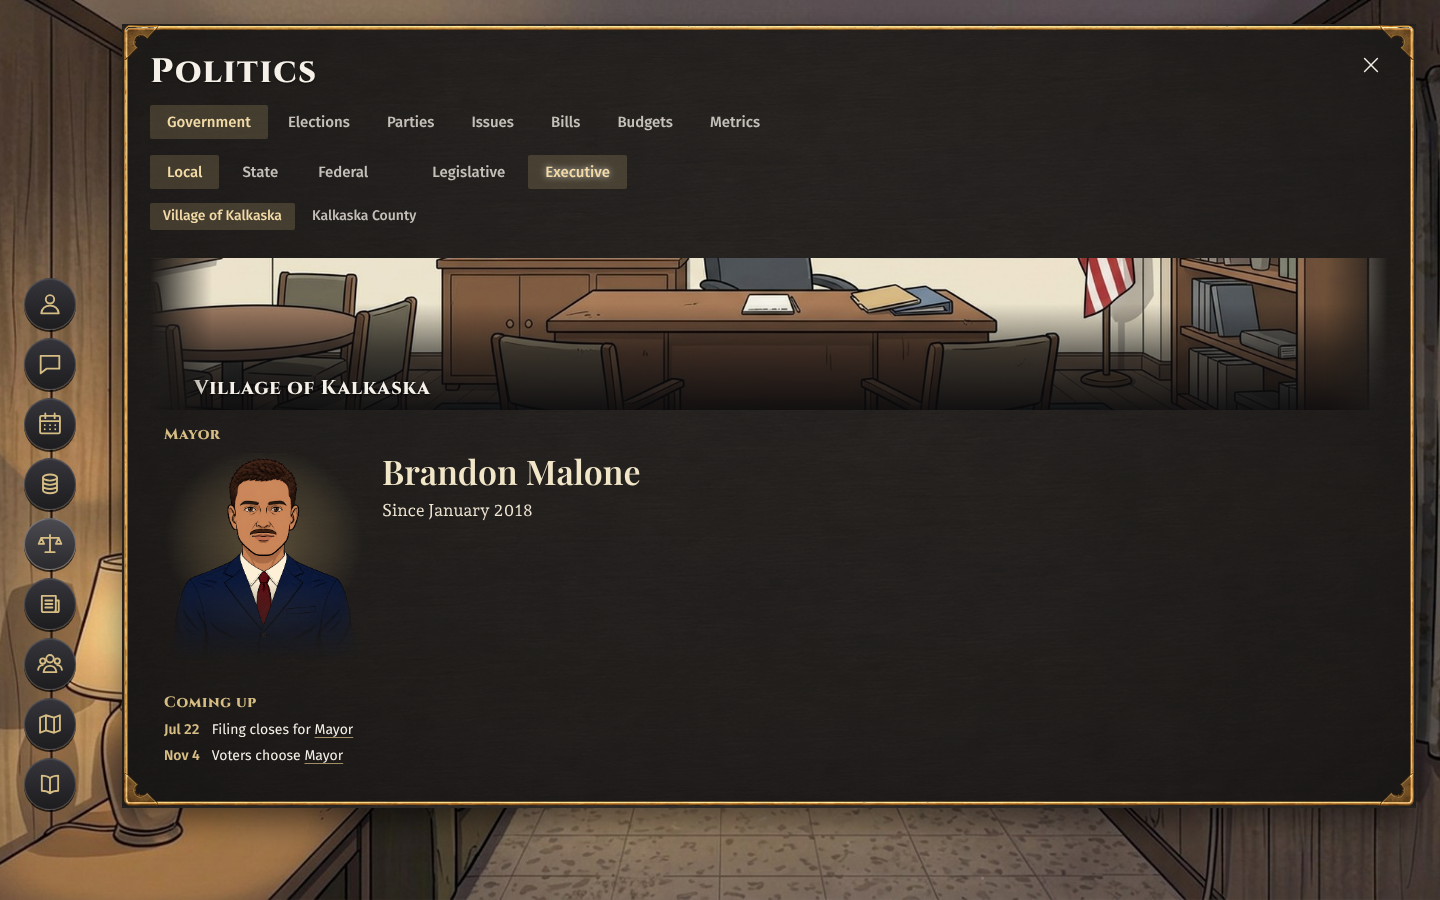 Politics
Government Elections Parties Issues Bills Budgets Metrics
Local State Federal Legislative Executive
Village of Kalkaska Kalkaska County
Village of Kalkaska
Mayor
Brandon Malone
Since January 2018
Coming up
Jul 22 Filing closes for Mayor
Nov 4 Voters choose Mayor